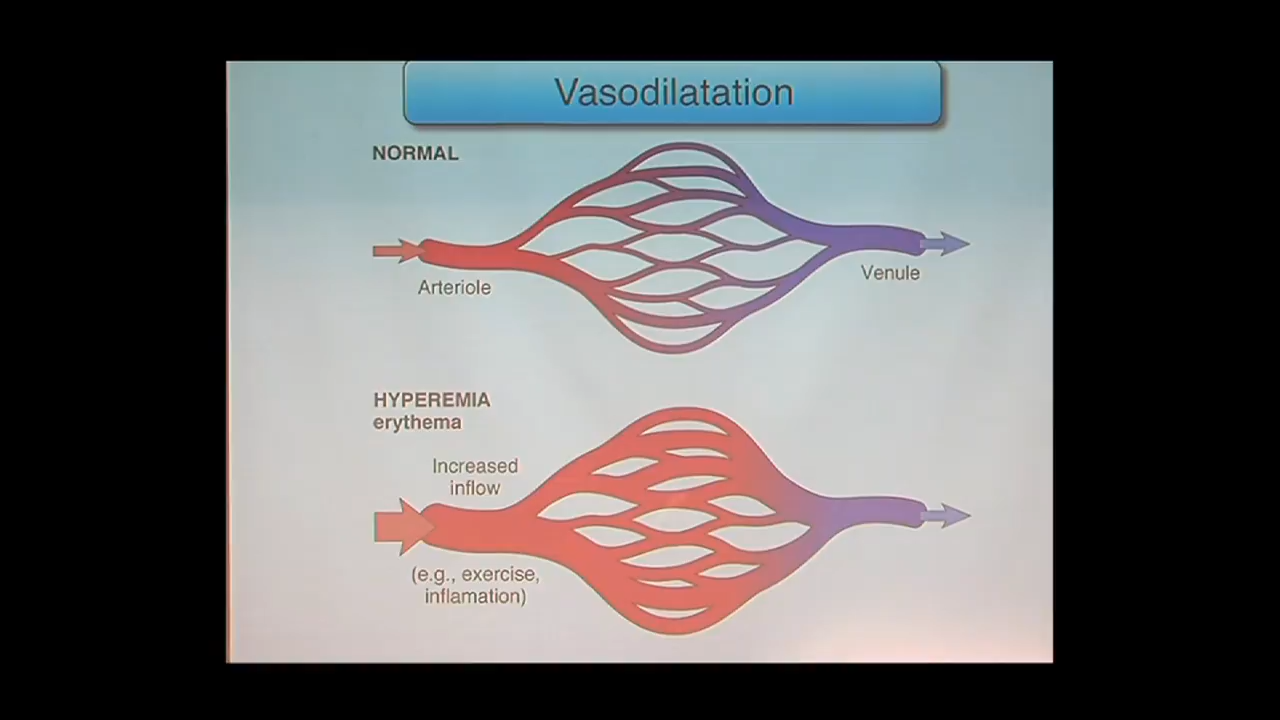 Vasodilatation
NORMAL
Arteriole
Venule
HYPEREMIA
erythema
Increased
inflow
(e.g., exercise,
inflamation)